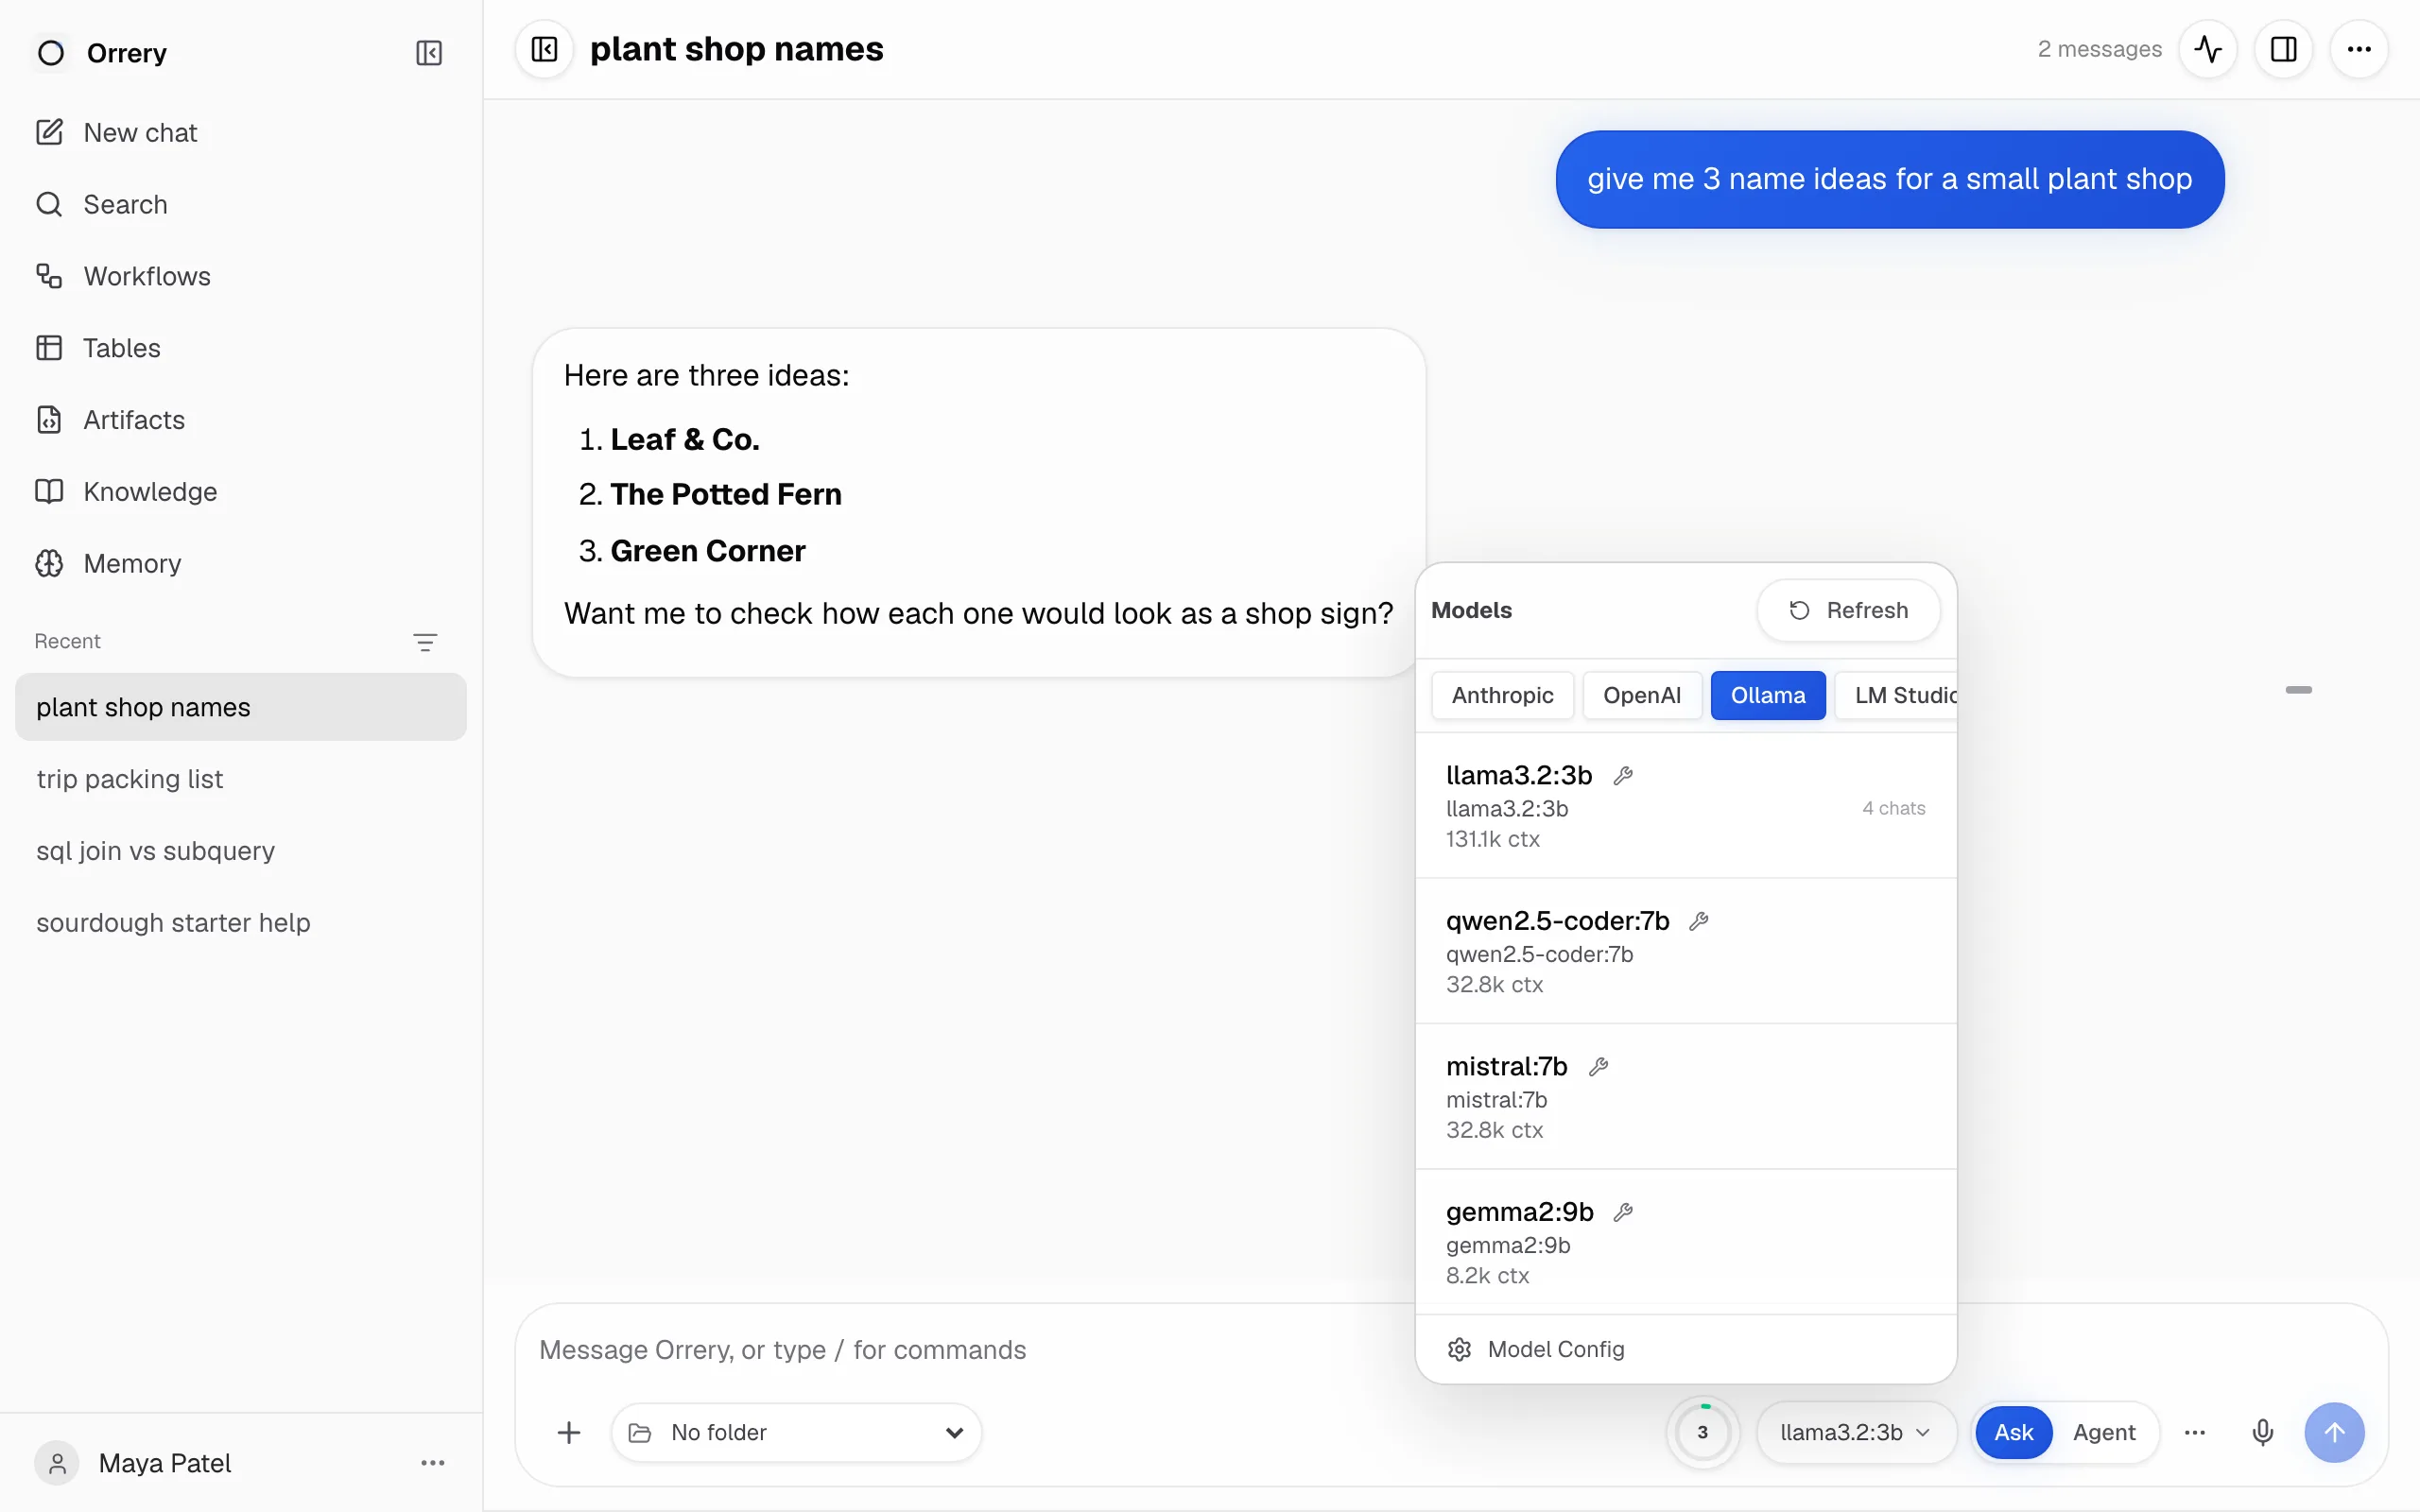 Orrery
New chat
Search
Workflows
Tables
Artifacts
Knowledge
Memory
Recent
plant shop names
trip packing list
sql join vs subquery
sourdough starter help
Maya Patel
plant shop names
2 messages
give me 3 name ideas for a small plant shop
Here are three ideas:
1. Leaf & Co.
2. The Potted Fern
3. Green Corner
Want me to check how each one would look as a shop sign?
Models
Refresh
Anthropic OpenAI Ollama LM Studio
llama3.2:3b
llama3.2:3b
4 chats
131.1k ctx
qwen2.5-coder:7b
qwen2.5-coder:7b
32.8k ctx
mistral:7b
mistral:7b
32.8k ctx
gemma2:9b
gemma2:9b
8.2k ctx
Model Config
Message Orrery, or type / for commands
No folder
3
llama3.2:3b
Ask Agent